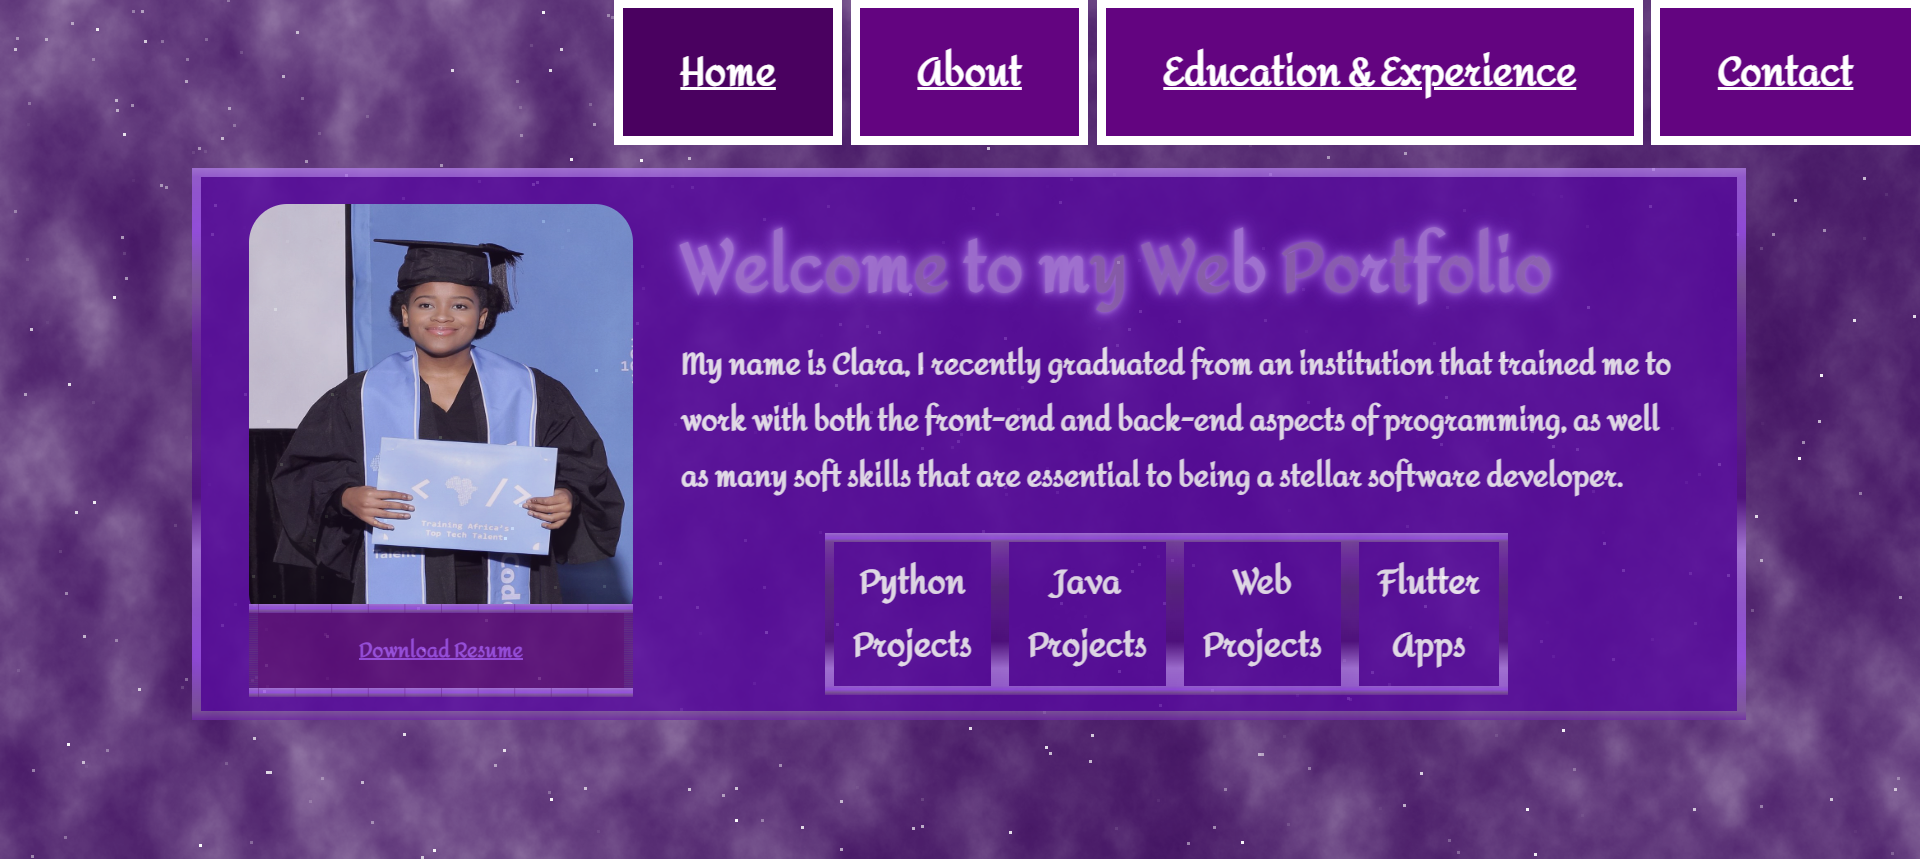 Home About Education & Experience Contact
Welcome to my Web Portfolio
My name is Clara, I recently graduated from an institution that trained me to
work with both the front-end and back-end aspects of programming, as well
as many soft skills that are essential to being a stellar software developer.
< />
Training Africa's
Top Tech Talent
Talent
Download Resume
Python Projects
Java Projects
Web Projects
Flutter Apps